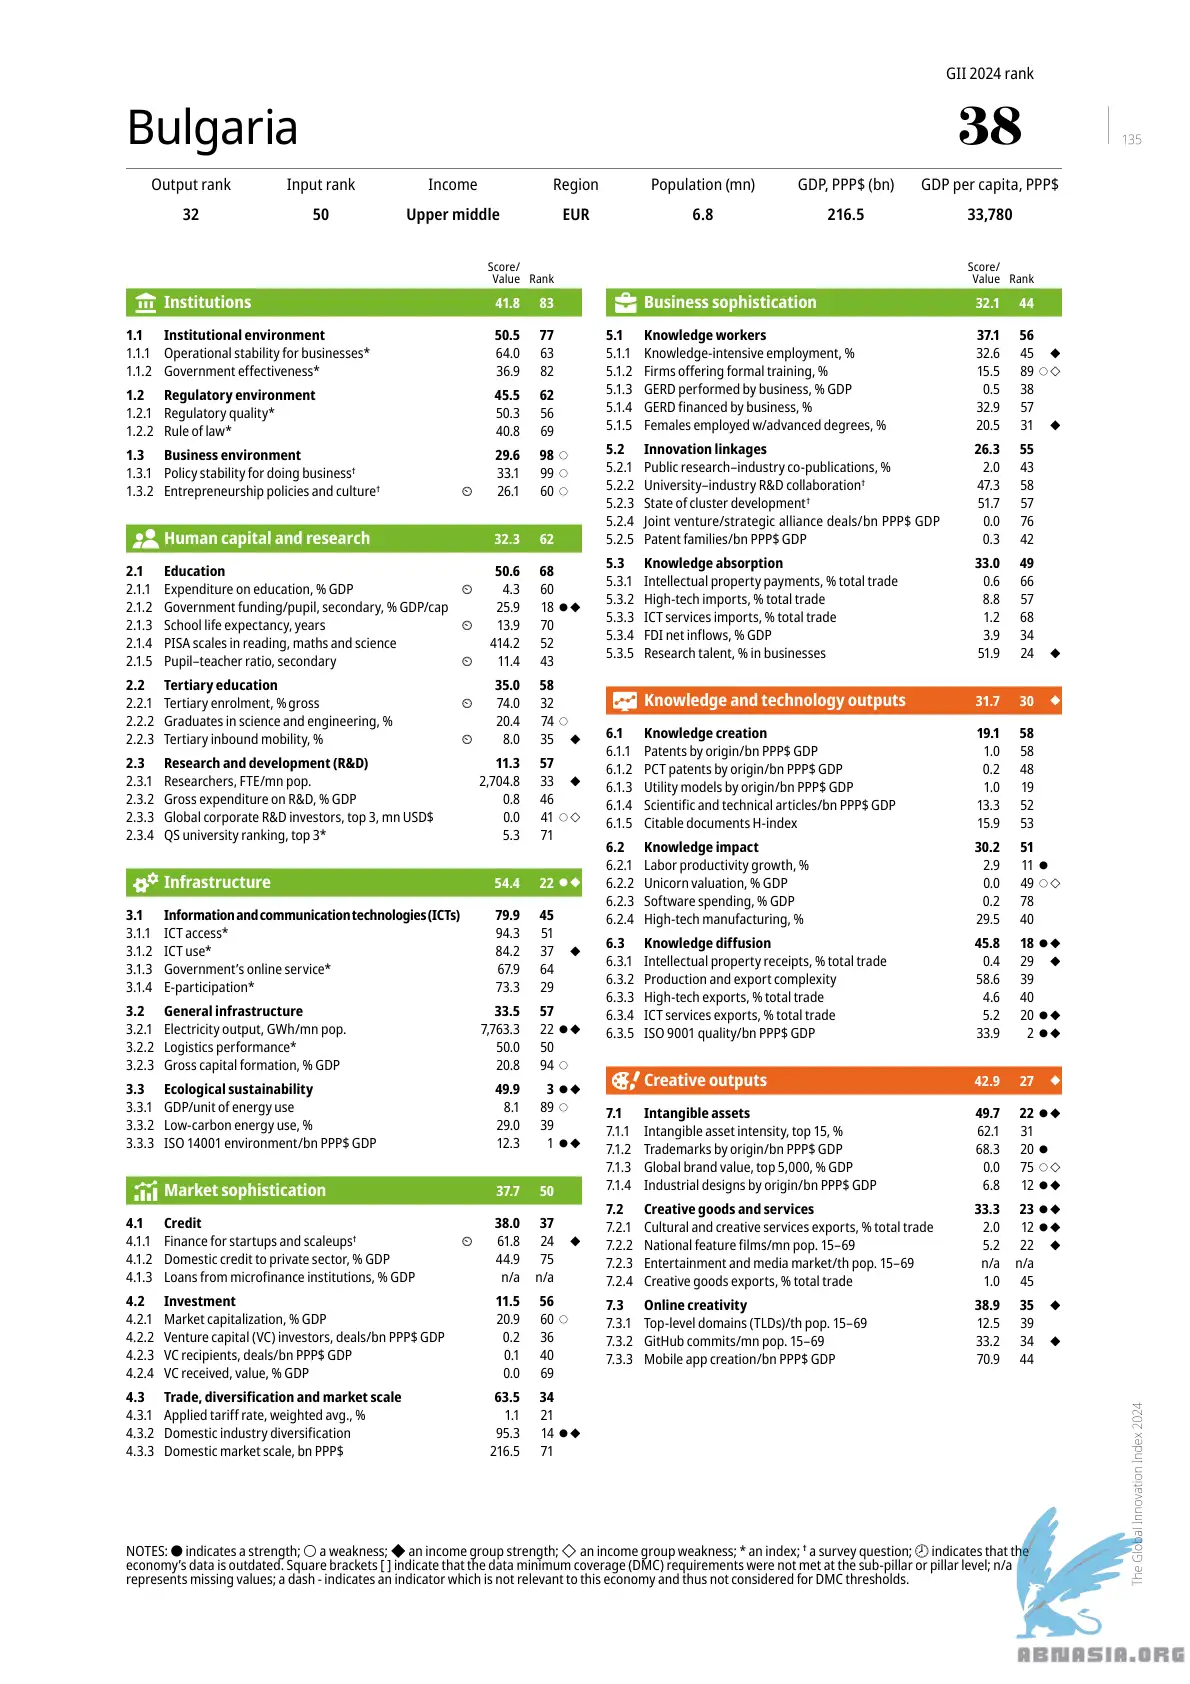 GII 2024 rank
Bulgaria
38
135
Output rank Input rank Income Region Population (mn) GDP, PPP$ (bn) GDP per capita, PPP$
32 50 Upper middle EUR 6.8 216.5 33,780
Score/
Value Rank
Institutions 41.8 83
1.1 Institutional environment 50.5 77
1.1.1 Operational stability for businesses* 64.0 63
1.1.2 Government effectiveness* 36.9 82
1.2 Regulatory environment 45.5 62
1.2.1 Regulatory quality* 50.3 56
1.2.2 Rule of law* 40.8 69
1.3 Business environment 29.6 98 ○
1.3.1 Policy stability for doing business† 33.1 99 ○
1.3.2 Entrepreneurship policies and culture† 26.1 60 ○
Human capital and research 32.3 62
2.1 Education 50.6 68
2.1.1 Expenditure on education, % GDP 4.3 60
2.1.2 Government funding/pupil, secondary, % GDP/cap 25.9 18 ●◆
2.1.3 School life expectancy, years 13.9 70
2.1.4 PISA scales in reading, maths and science 414.2 52
2.1.5 Pupil–teacher ratio, secondary 11.4 43
2.2 Tertiary education 35.0 58
2.2.1 Tertiary enrolment, % gross 74.0 32
2.2.2 Graduates in science and engineering, % 20.4 74 ○
2.2.3 Tertiary inbound mobility, % 8.0 35 ◆
2.3 Research and development (R&D) 11.3 57
2.3.1 Researchers, FTE/mn pop. 2,704.8 33 ◆
2.3.2 Gross expenditure on R&D, % GDP 0.8 46
2.3.3 Global corporate R&D investors, top 3, mn USD$ 0.0 41 ○◇
2.3.4 QS university ranking, top 3* 5.3 71
Infrastructure 54.4 22 ●◆
3.1 Information and communication technologies (ICTs) 79.9 45
3.1.1 ICT access* 94.3 51
3.1.2 ICT use* 84.2 37 ◆
3.1.3 Government's online service* 67.9 64
3.1.4 E-participation* 73.3 29
3.2 General infrastructure 33.5 57
3.2.1 Electricity output, GWh/mn pop. 7,763.3 22 ●◆
3.2.2 Logistics performance* 50.0 50
3.2.3 Gross capital formation, % GDP 20.8 94 ○
3.3 Ecological sustainability 49.9 3 ●◆
3.3.1 GDP/unit of energy use 8.1 89 ○
3.3.2 Low-carbon energy use, % 29.0 39
3.3.3 ISO 14001 environment/bn PPP$ GDP 12.3 1 ●◆
Market sophistication 37.7 50
4.1 Credit 38.0 37
4.1.1 Finance for startups and scaleups† 61.8 24 ◆
4.1.2 Domestic credit to private sector, % GDP 44.9 75
4.1.3 Loans from microfinance institutions, % GDP n/a n/a
4.2 Investment 11.5 56
4.2.1 Market capitalization, % GDP 20.9 60 ○
4.2.2 Venture capital (VC) investors, deals/bn PPP$ GDP 0.2 36
4.2.3 VC recipients, deals/bn PPP$ GDP 0.1 40
4.2.4 VC received, value, % GDP 0.0 69
4.3 Trade, diversification and market scale 63.5 34
4.3.1 Applied tariff rate, weighted avg., % 1.1 21
4.3.2 Domestic industry diversification 95.3 14 ●◆
4.3.3 Domestic market scale, bn PPP$ 216.5 71
Score/
Value Rank
Business sophistication 32.1 44
5.1 Knowledge workers 37.1 56
5.1.1 Knowledge-intensive employment, % 32.6 45 ◆
5.1.2 Firms offering formal training, % 15.5 89 ○◇
5.1.3 GERD performed by business, % GDP 0.5 38
5.1.4 GERD financed by business, % 32.9 57
5.1.5 Females employed w/advanced degrees, % 20.5 31 ◆
5.2 Innovation linkages 26.3 55
5.2.1 Public research–industry co-publications, % 2.0 43
5.2.2 University–industry R&D collaboration† 47.3 58
5.2.3 State of cluster development† 51.7 57
5.2.4 Joint venture/strategic alliance deals/bn PPP$ GDP 0.0 76
5.2.5 Patent families/bn PPP$ GDP 0.3 42
5.3 Knowledge absorption 33.0 49
5.3.1 Intellectual property payments, % total trade 0.6 66
5.3.2 High-tech imports, % total trade 8.8 57
5.3.3 ICT services imports, % total trade 1.2 68
5.3.4 FDI net inflows, % GDP 3.9 34
5.3.5 Research talent, % in businesses 51.9 24 ◆
Knowledge and technology outputs 31.7 30 ◆
6.1 Knowledge creation 19.1 58
6.1.1 Patents by origin/bn PPP$ GDP 1.0 58
6.1.2 PCT patents by origin/bn PPP$ GDP 0.2 48
6.1.3 Utility models by origin/bn PPP$ GDP 1.0 19
6.1.4 Scientific and technical articles/bn PPP$ GDP 13.3 52
6.1.5 Citable documents H-index 15.9 53
6.2 Knowledge impact 30.2 51
6.2.1 Labor productivity growth, % 2.9 11 ●
6.2.2 Unicorn valuation, % GDP 0.0 49 ○◇
6.2.3 Software spending, % GDP 0.2 78
6.2.4 High-tech manufacturing, % 29.5 40
6.3 Knowledge diffusion 45.8 18 ●◆
6.3.1 Intellectual property receipts, % total trade 0.4 29 ◆
6.3.2 Production and export complexity 58.6 39
6.3.3 High-tech exports, % total trade 4.6 40
6.3.4 ICT services exports, % total trade 5.2 20 ●◆
6.3.5 ISO 9001 quality/bn PPP$ GDP 33.9 2 ●◆
Creative outputs 42.9 27 ◆
7.1 Intangible assets 49.7 22 ●◆
7.1.1 Intangible asset intensity, top 15, % 62.1 31
7.1.2 Trademarks by origin/bn PPP$ GDP 68.3 20 ●
7.1.3 Global brand value, top 5,000, % GDP 0.0 75 ○◇
7.1.4 Industrial designs by origin/bn PPP$ GDP 6.8 12 ●◆
7.2 Creative goods and services 33.3 23 ●◆
7.2.1 Cultural and creative services exports, % total trade 2.0 12 ●◆
7.2.2 National feature films/mn pop. 15–69 5.2 22 ◆
7.2.3 Entertainment and media market/th pop. 15–69 n/a n/a
7.2.4 Creative goods exports, % total trade 1.0 45
7.3 Online creativity 38.9 35 ◆
7.3.1 Top-level domains (TLDs)/th pop. 15–69 12.5 39
7.3.2 GitHub commits/mn pop. 15–69 33.2 34 ◆
7.3.3 Mobile app creation/bn PPP$ GDP 70.9 44
The Global Innovation Index 2024
NOTES: ● indicates a strength; ○ a weakness; ◆ an income group strength; ◇ an income group weakness; * an index; † a survey question; 🕘 indicates that the
economy's data is outdated. Square brackets [ ] indicate that the data minimum coverage (DMC) requirements were not met at the sub-pillar or pillar level; n/a
represents missing values; a dash - indicates an indicator which is not relevant to this economy and thus not considered for DMC thresholds.
ABNASIA.ORG